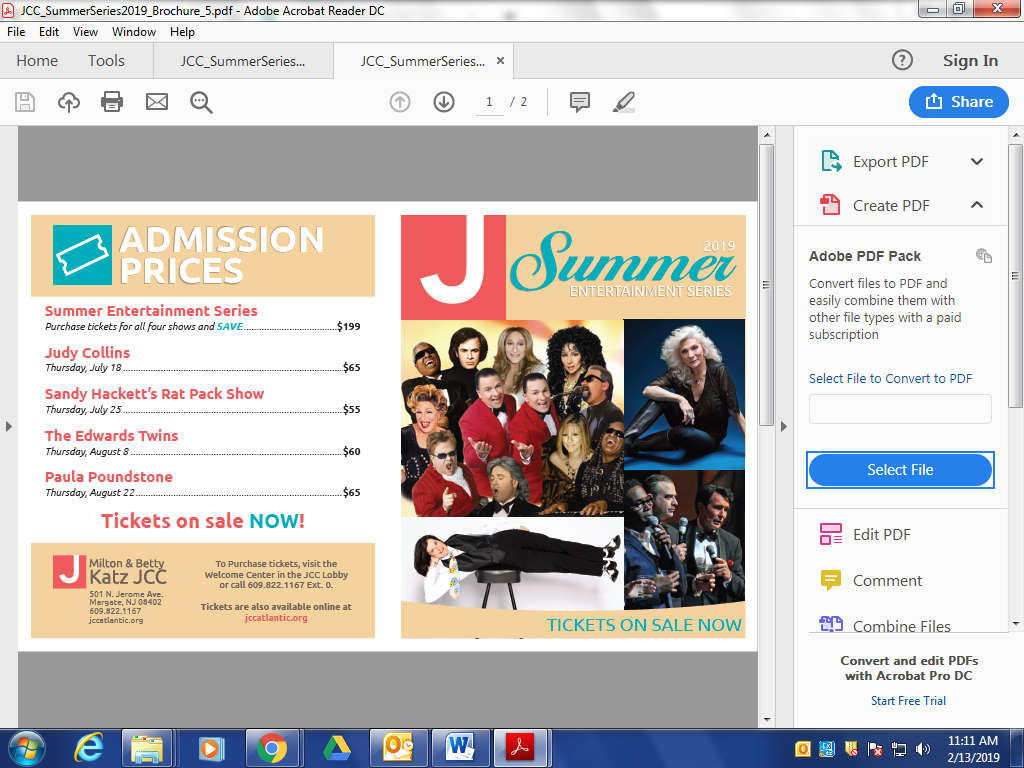 JCC_SummerSeries2019_Brochure_5.pdf - Adobe Acrobat Reader DC
File Edit View Window Help
Home Tools JCC_SummerSeries... JCC_SummerSeries... × Sign In
1 / 2 Share
ADMISSION
PRICES
Summer Entertainment Series
Purchase tickets for all four shows and SAVE ................................. $199
Judy Collins
Thursday, July 18 ................................. $65
Sandy Hackett's Rat Pack Show
Thursday, July 25 ................................. $55
The Edwards Twins
Thursday, August 8 ................................. $60
Paula Poundstone
Thursday, August 22 ................................. $65
Tickets on sale NOW!
J Milton & Betty
Katz JCC
501 N. Jerome Ave.
Margate, NJ 08402
609.822.1167
jccatlantic.org
To Purchase tickets, visit the
Welcome Center in the JCC Lobby
or call 609.822.1167 Ext. 0.
Tickets are also available online at
jccatlantic.org
J
2019
Summer
ENTERTAINMENT SERIES
TICKETS ON SALE NOW
Export PDF
Create PDF
Adobe PDF Pack
Convert files to PDF and
easily combine them with
other file types with a paid
subscription
Select File to Convert to PDF
Select File
Edit PDF
Comment
Combine Files
Convert and edit PDFs
with Acrobat Pro DC
Start Free Trial
11:11 AM
2/13/2019